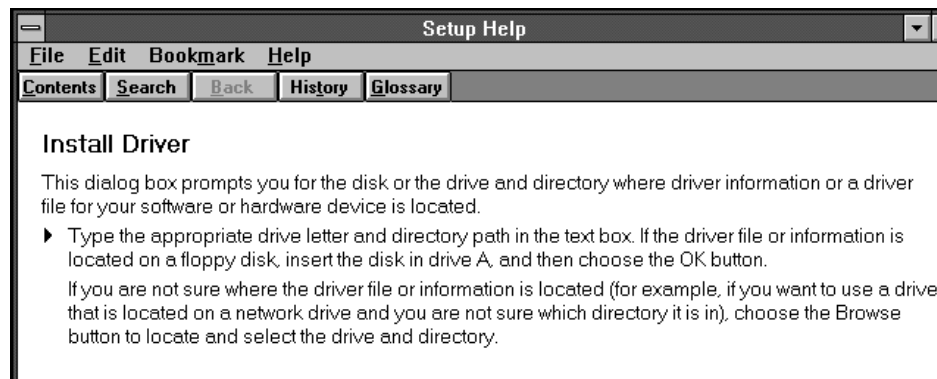 Setup Help
File Edit Bookmark Help
Contents Search Back History Glossary
Install Driver
This dialog box prompts you for the disk or the drive and directory where driver information or a driver
file for your software or hardware device is located.
Type the appropriate drive letter and directory path in the text box. If the driver file or information is
located on a floppy disk, insert the disk in drive A, and then choose the OK button.
If you are not sure where the driver file or information is located (for example, if you want to use a drive
that is located on a network drive and you are not sure which directory it is in), choose the Browse
button to locate and select the drive and directory.